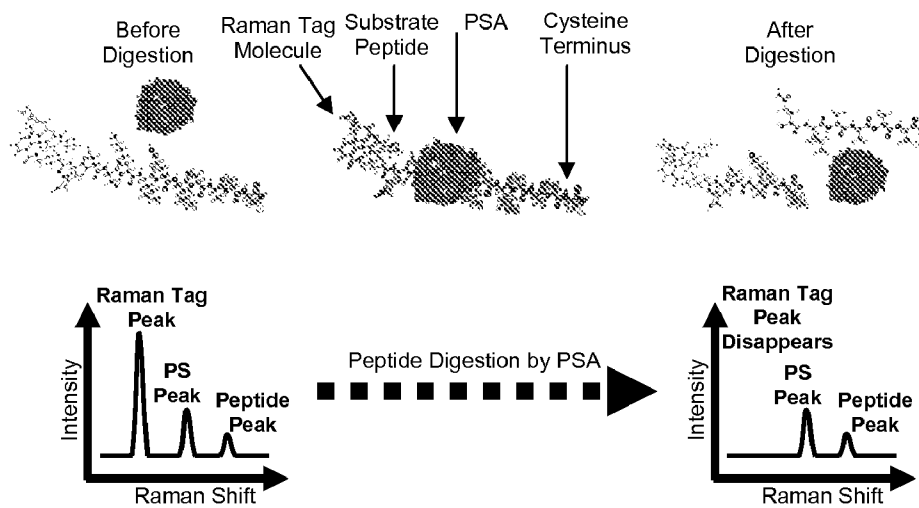 Before
Digestion
Raman Tag
Molecule
Substrate
Peptide
PSA
Cysteine
Terminus
After
Digestion
Raman Tag
Peak
PS
Peak
Peptide
Peak
Intensity
Raman Shift
Peptide Digestion by PSA
Raman Tag
Peak
Disappears
PS
Peak
Peptide
Peak
Intensity
Raman Shift